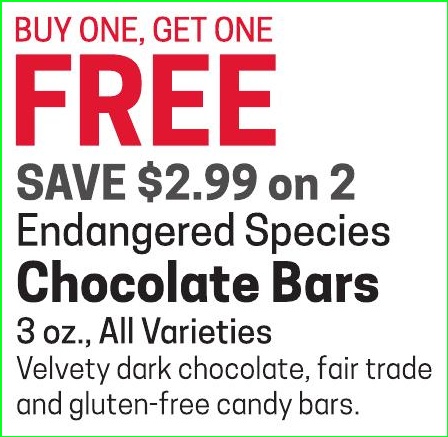 BUY ONE, GET ONE
FREE
SAVE $2.99 on 2
Endangered Species
Chocolate Bars
3 oz., All Varieties
Velvety dark chocolate, fair trade
and gluten-free candy bars.